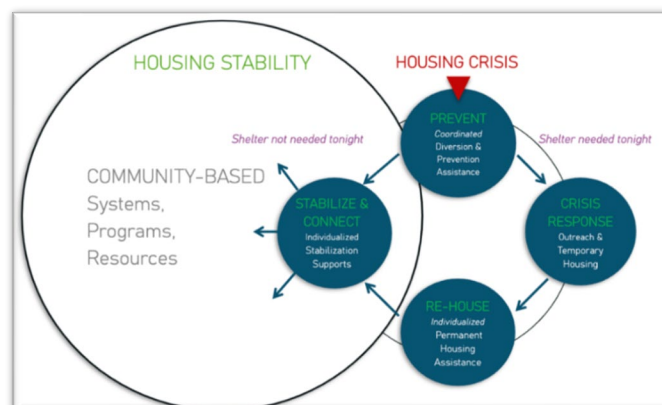 HOUSING STABILITY
HOUSING CRISIS
PREVENT
Coordinated
Diversion &
Prevention
Assistance
Shelter not needed tonight
Shelter needed tonight
COMMUNITY-BASED
Systems,
Programs,
Resources
STABILIZE &
CONNECT
Individualized
Stabilization
Supports
CRISIS
RESPONSE
Outreach &
Temporary
Housing
RE-HOUSE
Individualized
Permanent
Housing
Assistance